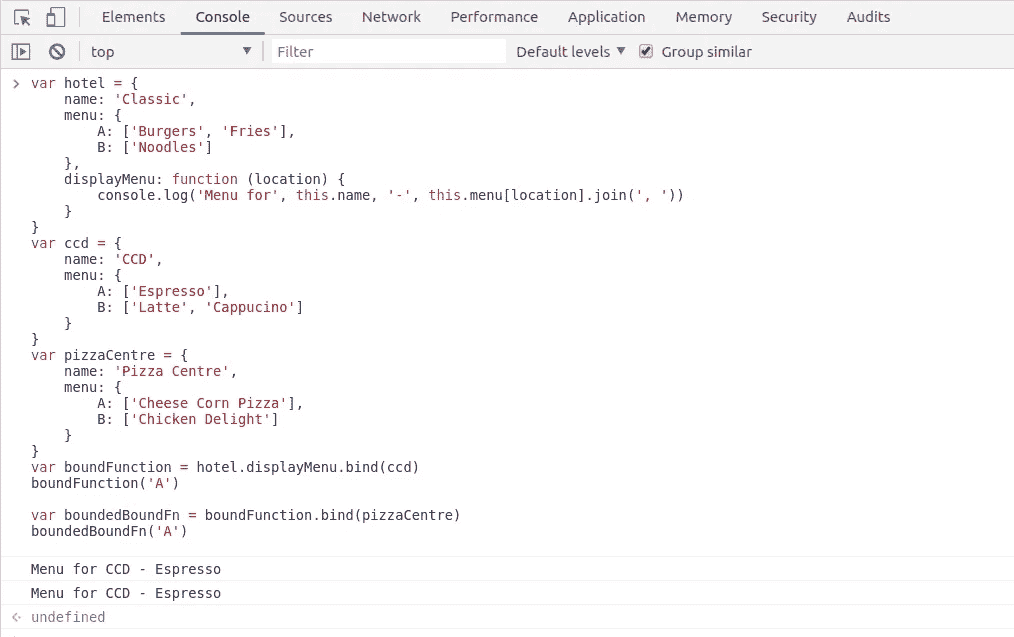 Elements Console Sources Network Performance Application Memory Security Audits
top Filter Default levels Group similar
var hotel = {
    name: 'Classic',
    menu: {
        A: ['Burgers', 'Fries'],
        B: ['Noodles']
    },
    displayMenu: function (location) {
        console.log('Menu for', this.name, '-', this.menu[location].join(', '))
    }
}
var ccd = {
    name: 'CCD',
    menu: {
        A: ['Espresso'],
        B: ['Latte', 'Cappucino']
    }
}
var pizzaCentre = {
    name: 'Pizza Centre',
    menu: {
        A: ['Cheese Corn Pizza'],
        B: ['Chicken Delight']
    }
}
var boundFunction = hotel.displayMenu.bind(ccd)
boundFunction('A')

var boundedBoundFn = boundFunction.bind(pizzaCentre)
boundedBoundFn('A')
Menu for CCD - Espresso
Menu for CCD - Espresso
undefined